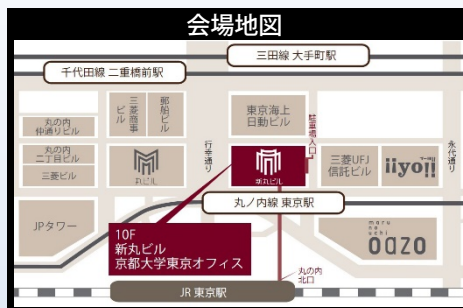 会場地図
三田線 大手町駅
千代田線 二重橋前駅
丸の内
仲通りビル
三菱商事
ビル
郵船ビル
行幸通り
東京海上
日動ビル
駐車場入口
永代通り
丸の内
二丁目ビル
三菱ビル
丸ビル
新丸ビル
三菱UFJ
信託ビル
iiyo!!
丸ノ内線 東京駅
JPタワー
10F
新丸ビル
京都大学東京オフィス
maru
no
uchi
oazo
丸の内
北口
JR 東京駅